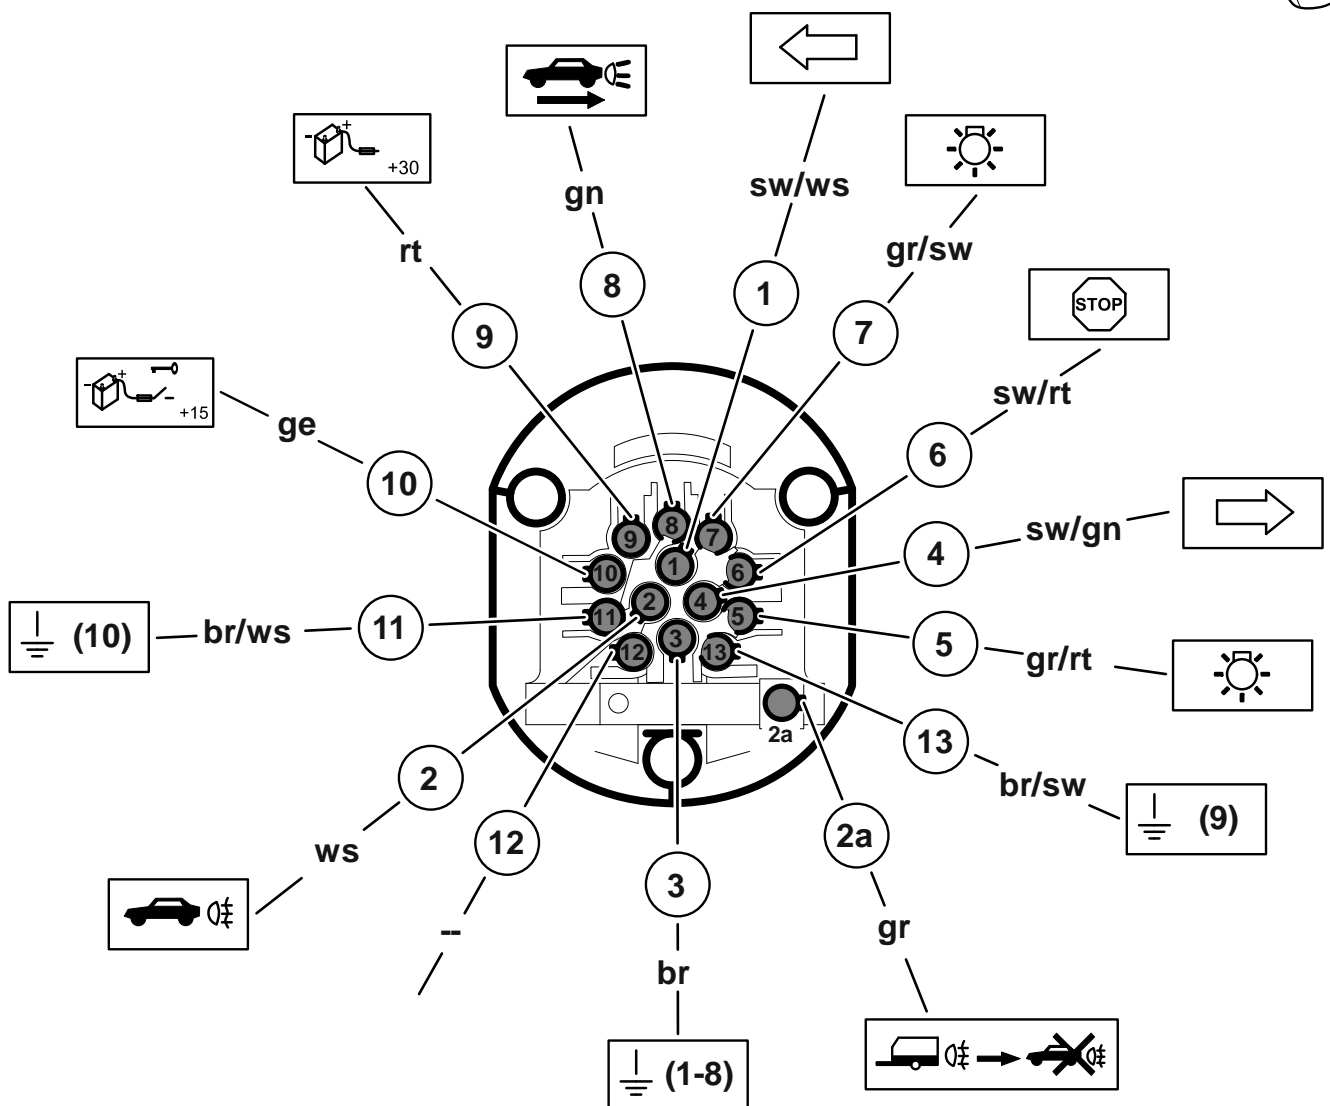 sw/ws
gn
+30
-
+
rt
gr/sw
8
1
9
7
STOP
sw/rt
- +
+15
ge
10
6
sw/gn
4
8
9
7
10
1
6
2
4
11
5
3
12
13
(10)
br/ws
11
5
gr/rt
2a
13
br/sw
(9)
2
ws
12
--
3
br
(1-8)
2a
gr